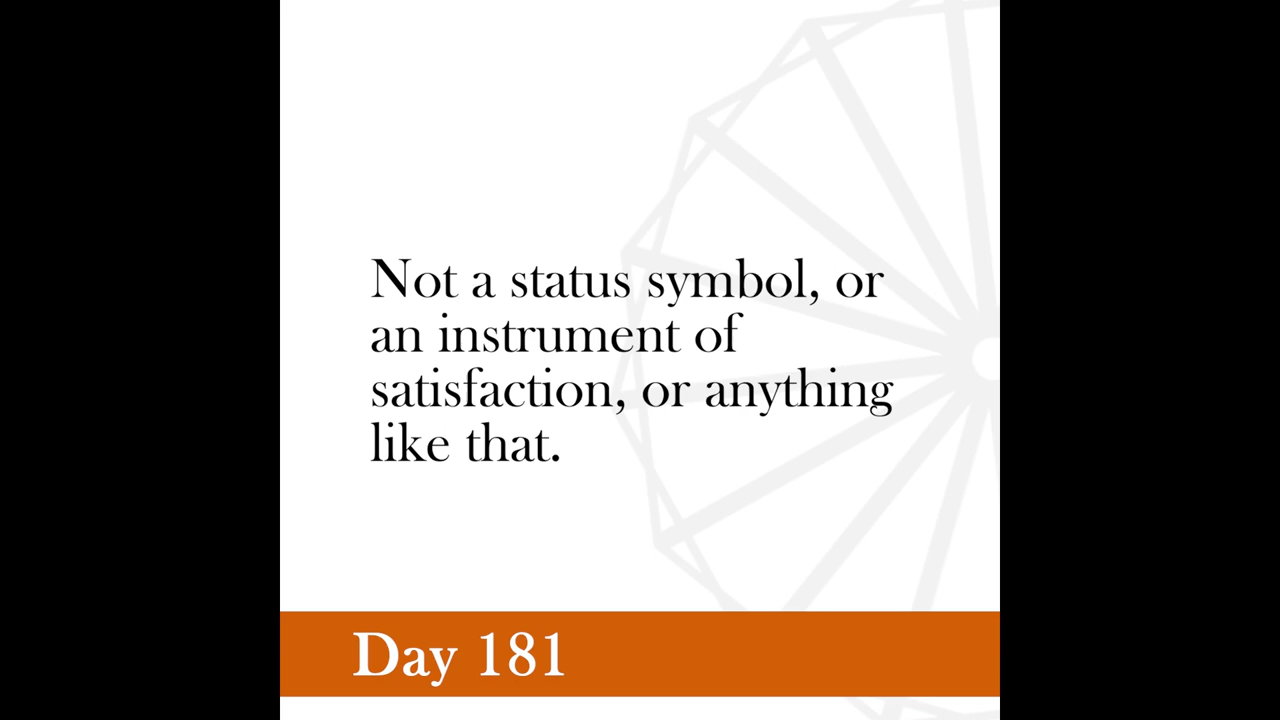 Not a status symbol, or
an instrument of
satisfaction, or anything
like that.
Day 181